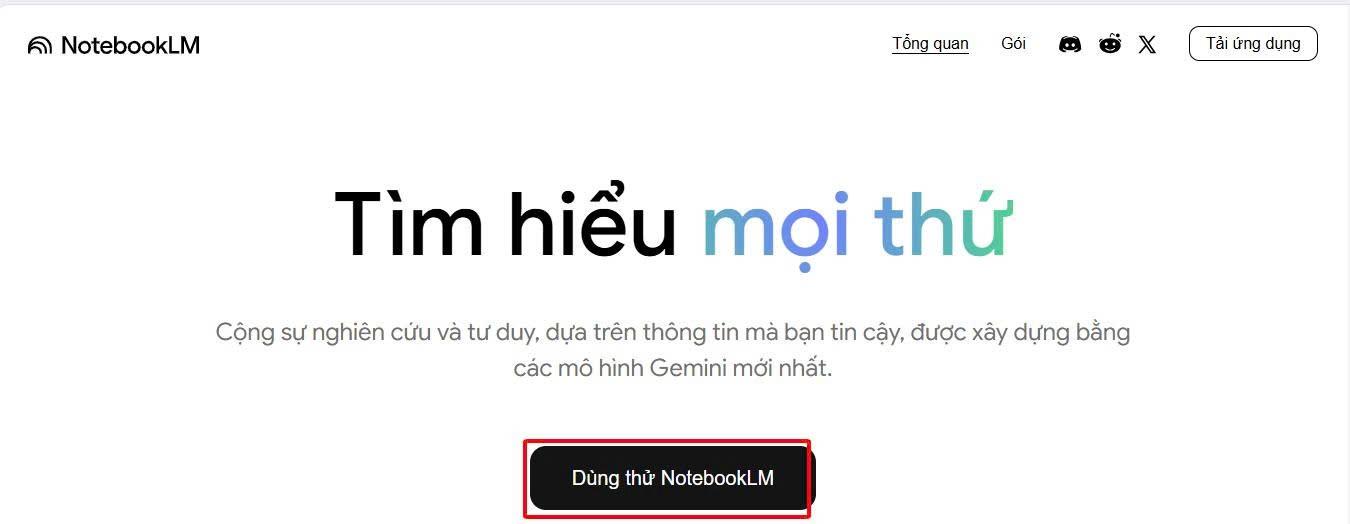 NotebookLM
Tổng quan
Gói
Tải ứng dụng
Tìm hiểu mọi thứ
Cộng sự nghiên cứu và tư duy, dựa trên thông tin mà bạn tin cậy, được xây dựng bằng
các mô hình Gemini mới nhất.
Dùng thử NotebookLM